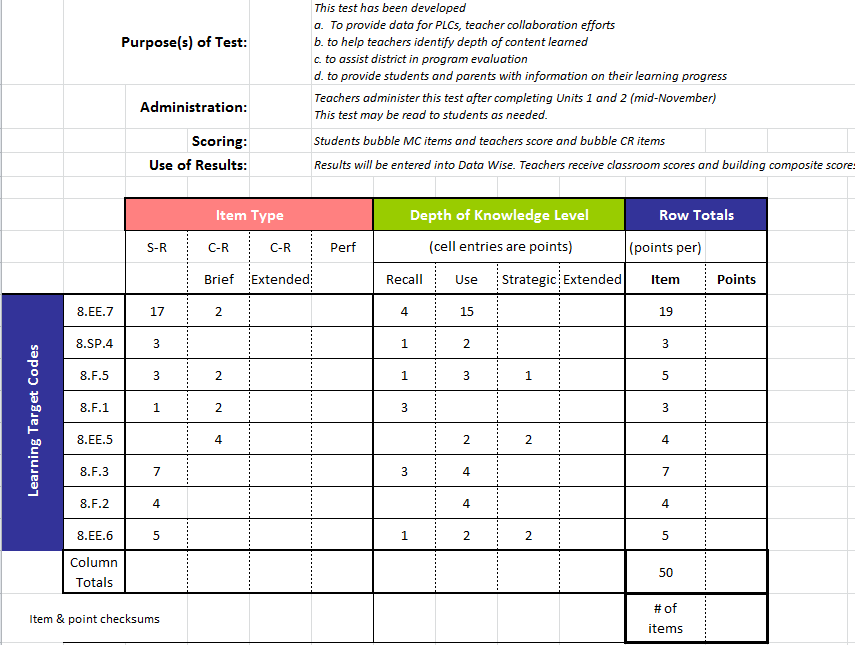 This test has been developed
a. To provide data for PLCs, teacher collaboration efforts
Purpose(s) of Test:
b. to help teachers identify depth of content learned
c. to assist district in program evaluation
d. to provide students and parents with information on their learning progress
Administration:
Teachers administer this test after completing Units 1 and 2 (mid-November)
This test may be read to students as needed.
Scoring: Students bubble MC items and teachers score and bubble CR items
Use of Results: Results will be entered into Data Wise. Teachers receive classroom scores and building composite scores
Item Type Depth of Knowledge Level Row Totals
S-R C-R C-R Perf (cell entries are points) (points per)
Brief Extended Recall Use Strategic Extended Item Points
Learning Target Codes
8.EE.7 17 2 4 15 19
8.SP.4 3 1 2 3
8.F.5 3 2 1 3 1 5
8.F.1 1 2 3 3
8.EE.5 4 2 2 4
8.F.3 7 3 4 7
8.F.2 4 4 4
8.EE.6 5 1 2 2 5
Column
Totals
50
Item & point checksums
# of
items